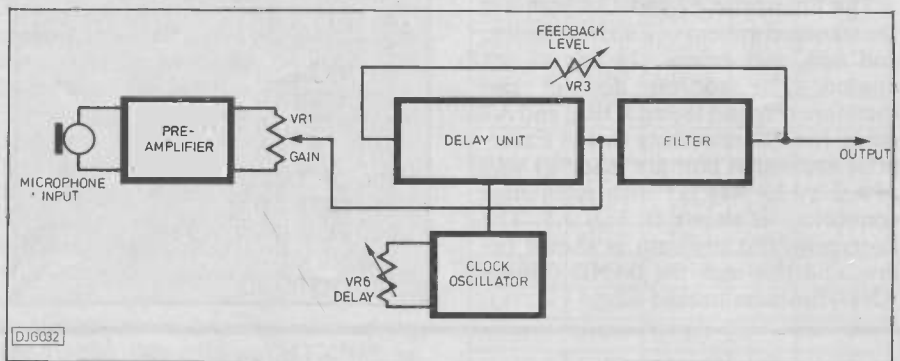 FEEDBACK
LEVEL
VR3
PRE-
AMPLIFIER
VR1
GAIN
DELAY UNIT
FILTER
OUTPUT
MICROPHONE
INPUT
VR6
DELAY
CLOCK
OSCILLATOR
DJG032